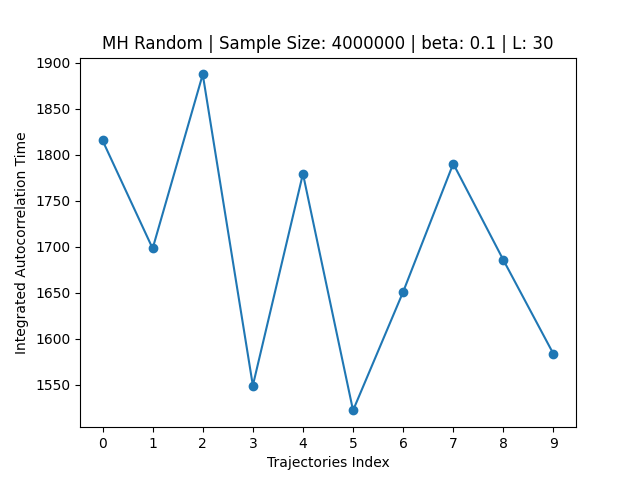 MH Random | Sample Size: 4000000 | beta: 0.1 | L: 30
1900
1850
1800
1750
1700
1650
1600
1550
Integrated Autocorrelation Time
0 1 2 3 4 5 6 7 8 9
Trajectories Index